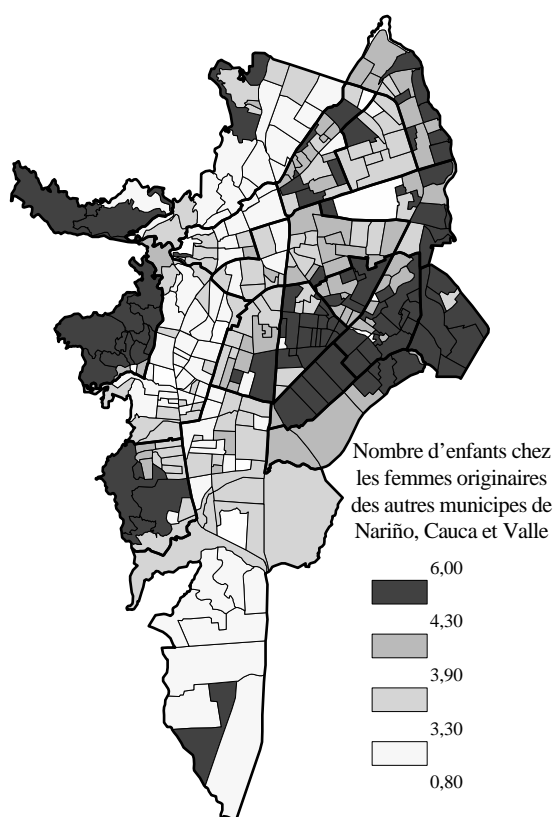 Nombre d'enfants chez
les femmes originaires
des autres municipes de
Nariño, Cauca et Valle
6,00
4,30
3,90
3,30
0,80